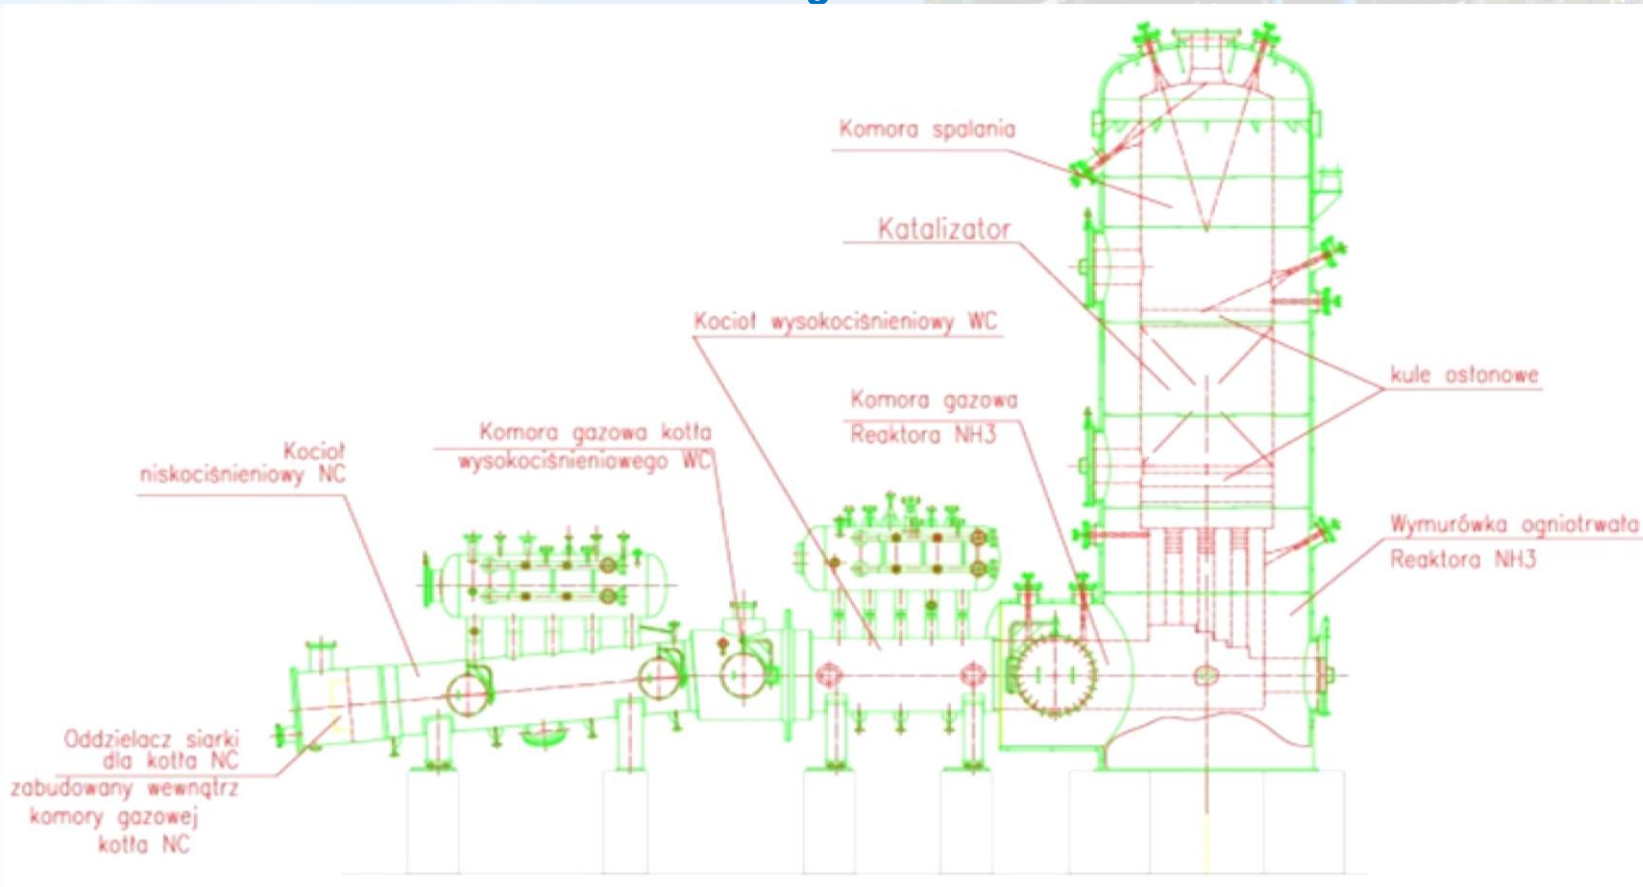 Komora spalania
Katalizator
Kocioł wysokociśnieniowy WC
kule osłonowe
Komora gazowa
Reaktora NH3
Komora gazowa kotła
wysokociśnieniowego WC
Kocioł
niskociśnieniowy NC
Wymurówka ogniotrwała
Reaktora NH3
Oddzielacz siarki
dla kotła NC
zabudowany wewnątrz
komory gazowej
kotła NC